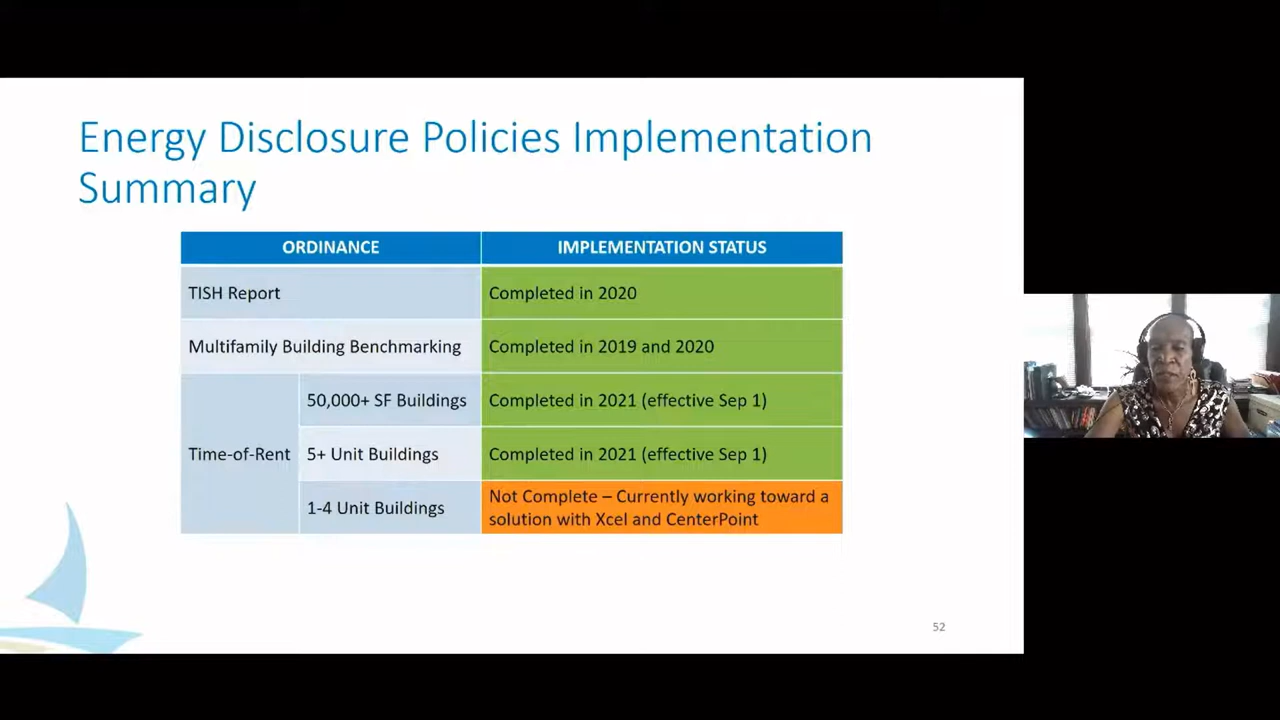 Energy Disclosure Policies Implementation
Summary
ORDINANCE
IMPLEMENTATION STATUS
TISH Report
Completed in 2020
Multifamily Building Benchmarking
Completed in 2019 and 2020
Time-of-Rent
50,000+ SF Buildings
Completed in 2021 (effective Sep 1)
5+ Unit Buildings
Completed in 2021 (effective Sep 1)
1-4 Unit Buildings
Not Complete – Currently working toward a
solution with Xcel and CenterPoint
52